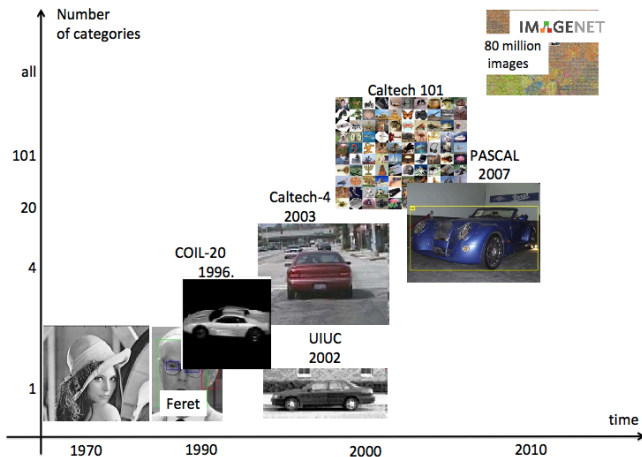 Number
of categories
IMAGENET
80 million
images
all
Caltech 101
101
PASCAL
2007
20
Caltech-4
2003
4
COIL-20
1996.
UIUC
2002
1
Feret
time
1970
1990
2000
2010